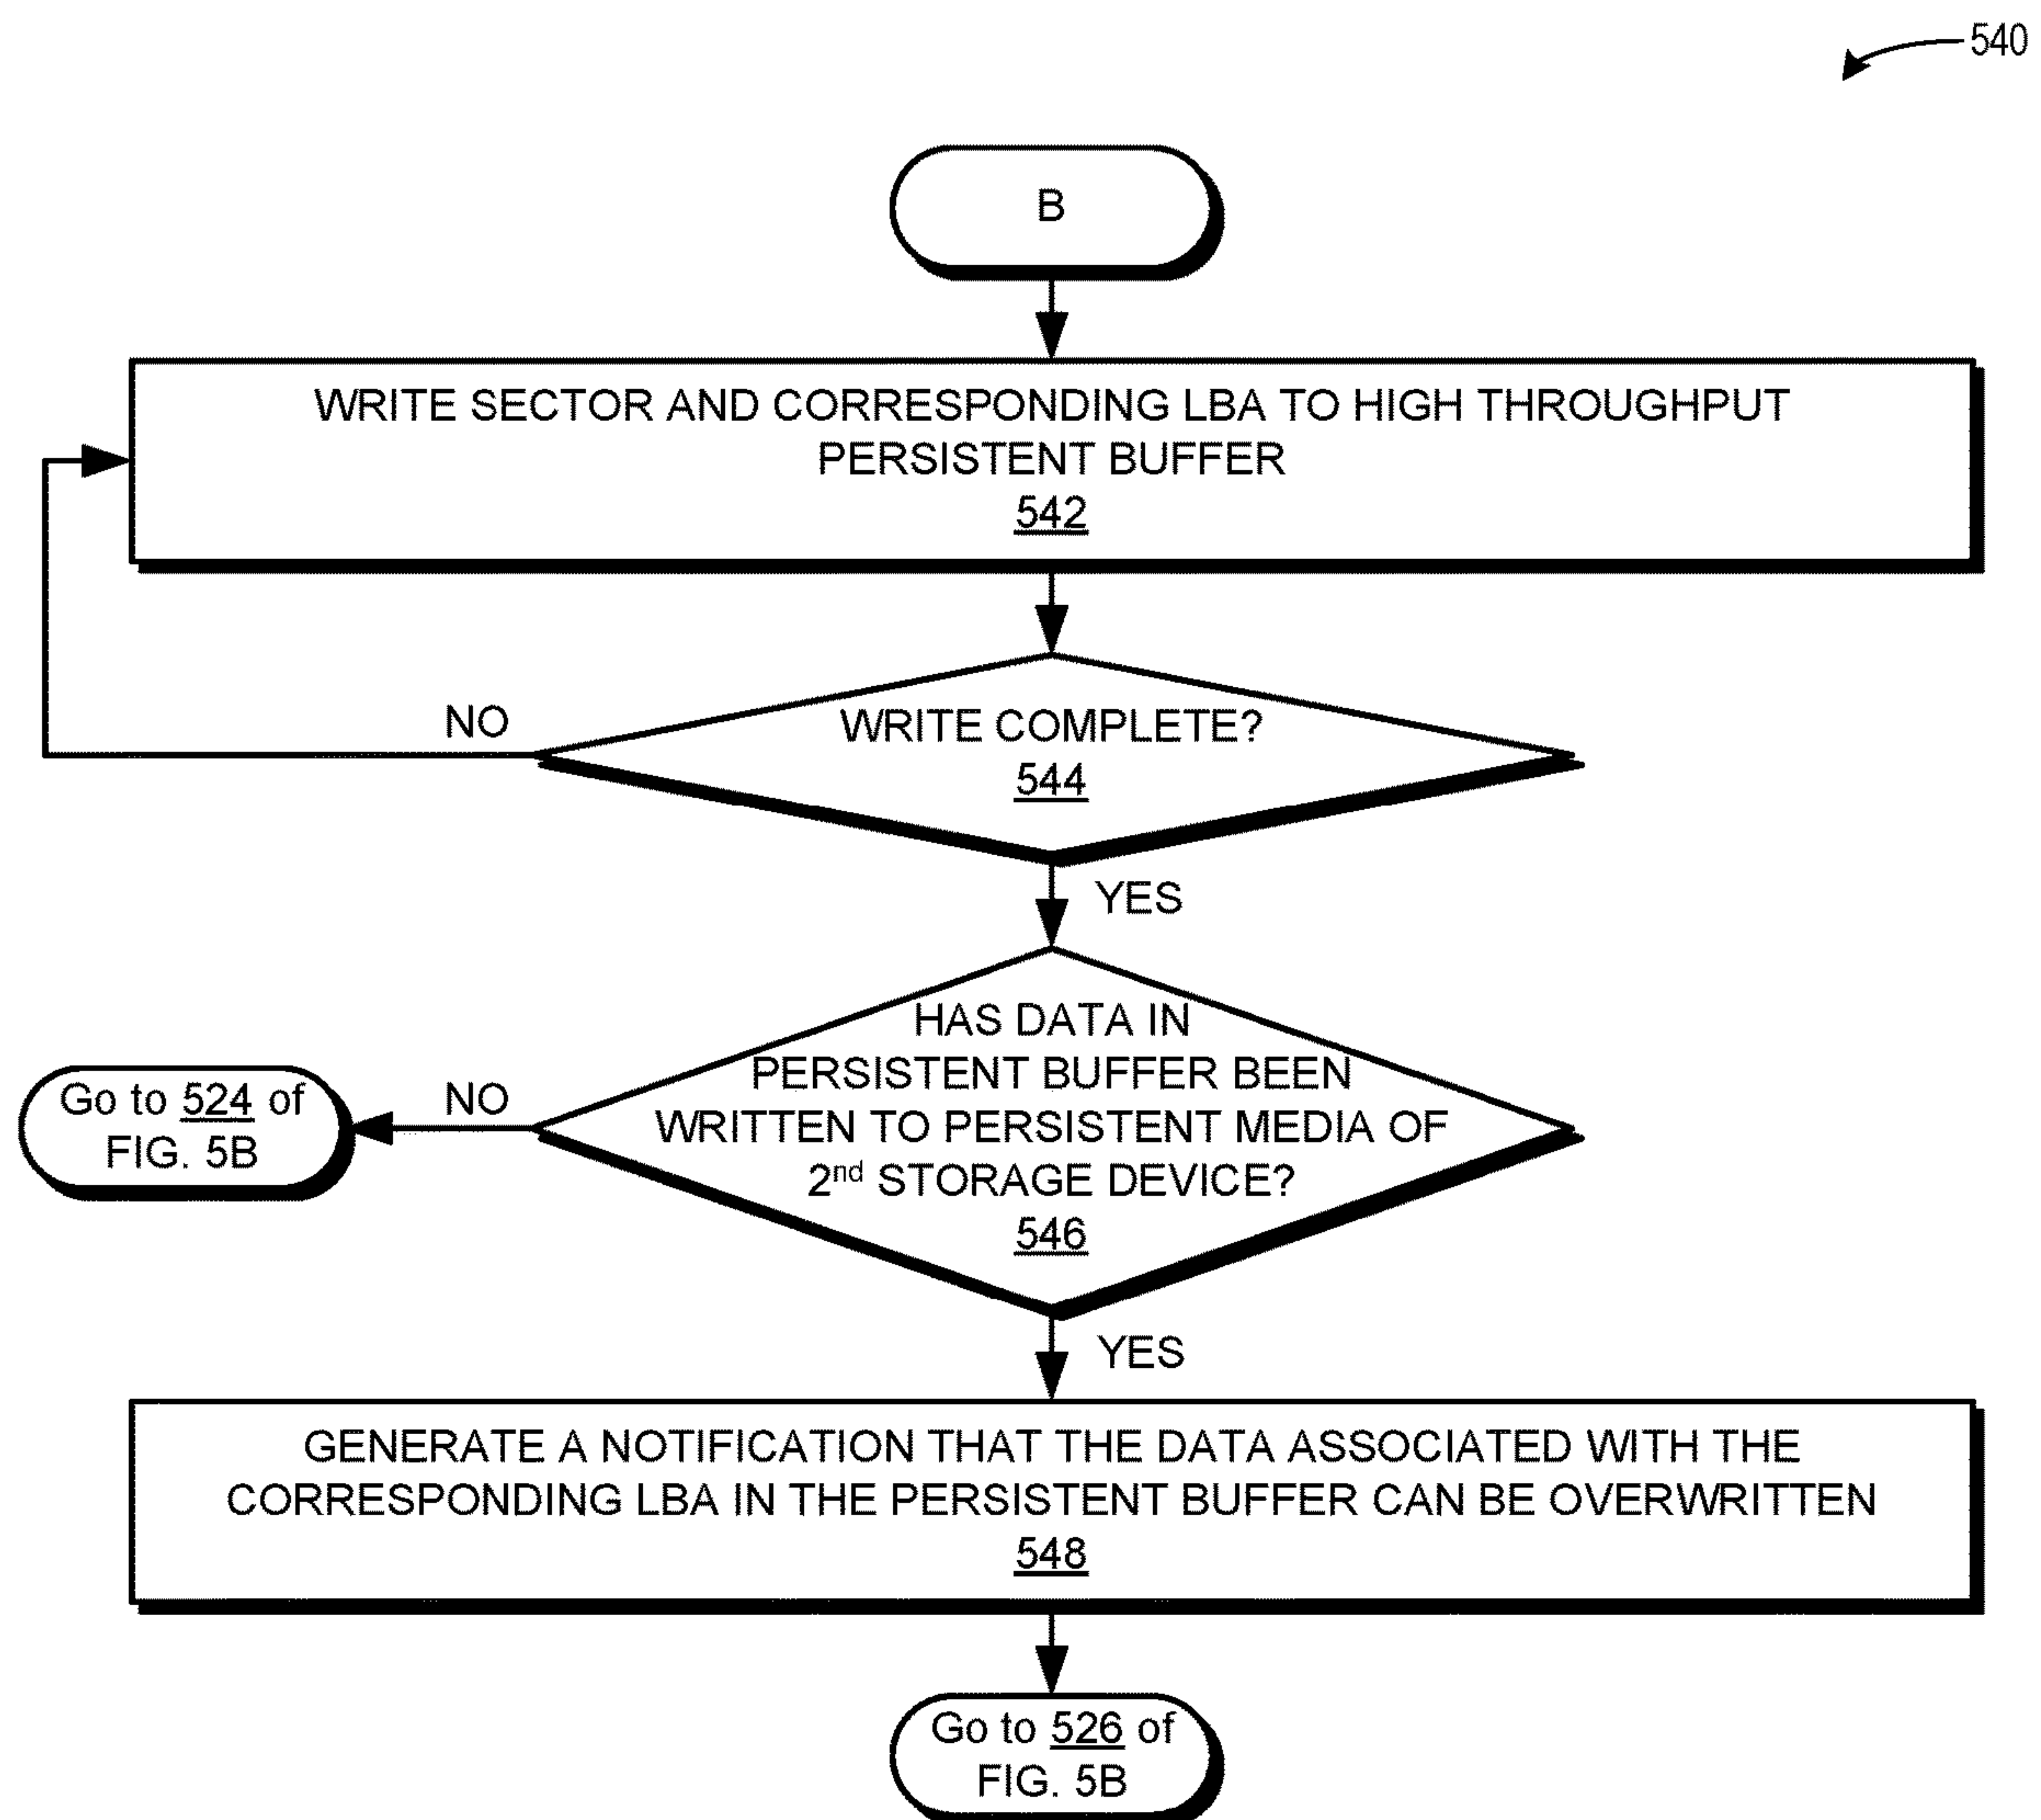 540
B
WRITE SECTOR AND CORRESPONDING LBA TO HIGH THROUGHPUT
PERSISTENT BUFFER
542
WRITE COMPLETE?
544
NO
YES
HAS DATA IN
PERSISTENT BUFFER BEEN
WRITTEN TO PERSISTENT MEDIA OF
2nd STORAGE DEVICE?
546
NO
Go to 524 of
FIG. 5B
YES
GENERATE A NOTIFICATION THAT THE DATA ASSOCIATED WITH THE
CORRESPONDING LBA IN THE PERSISTENT BUFFER CAN BE OVERWRITTEN
548
Go to 526 of
FIG. 5B